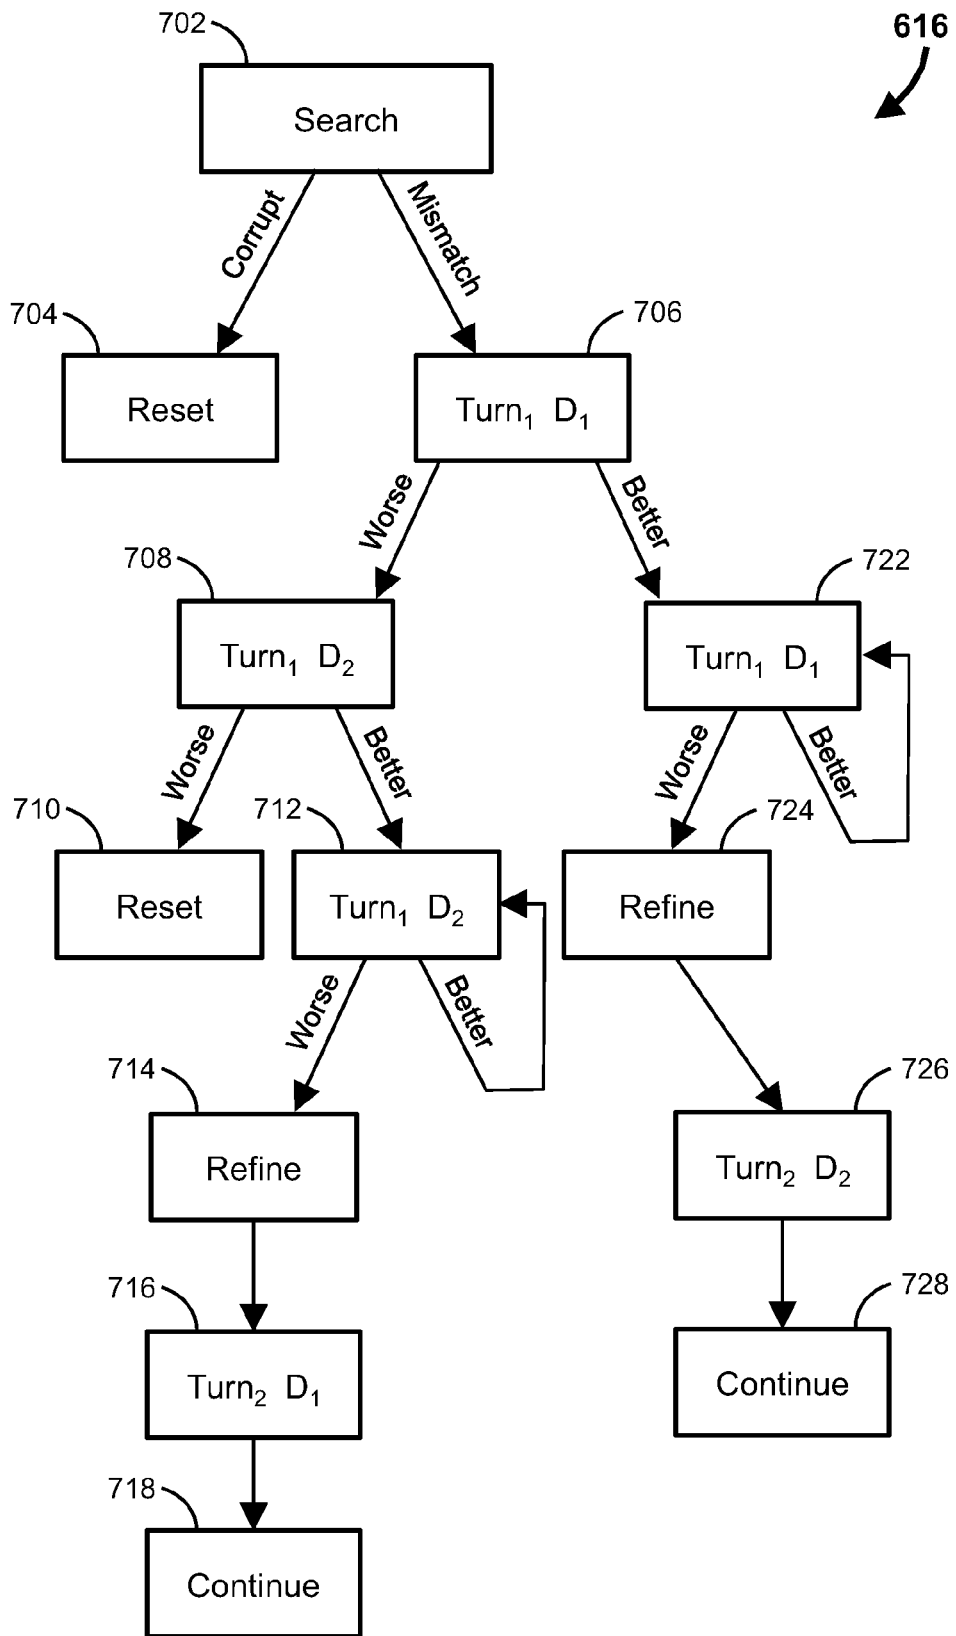 702
616
Search
Corrupt
Mismatch
704
706
Reset
Turn₁ D₁
Worse
Better
708
722
Turn₁ D₂
Turn₁ D₁
Worse
Better
Worse
Better
710
712
724
Reset
Turn₁ D₂
Refine
Worse
Better
714
726
Refine
Turn₂ D₂
716
728
Turn₂ D₁
Continue
718
Continue